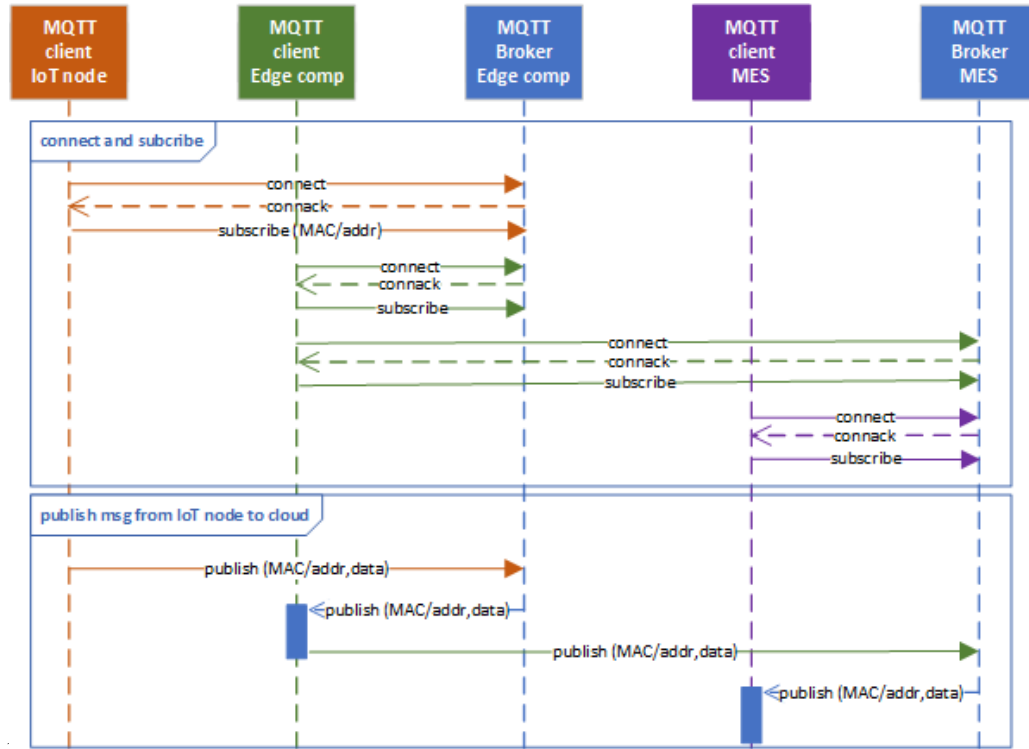 MQTT
client
IoT node
MQTT
client
Edge comp
MQTT
Broker
Edge comp
MQTT
client
MES
MQTT
Broker
MES
connect and subcribe
connect
connack
subscribe (MAC/addr)
connect
connack
subscribe
connect
connack
subscribe
connect
connack
subscribe
publish msg from IoT node to cloud
publish (MAC/addr,data)
publish (MAC/addr,data)
publish (MAC/addr,data)
publish (MAC/addr,data)